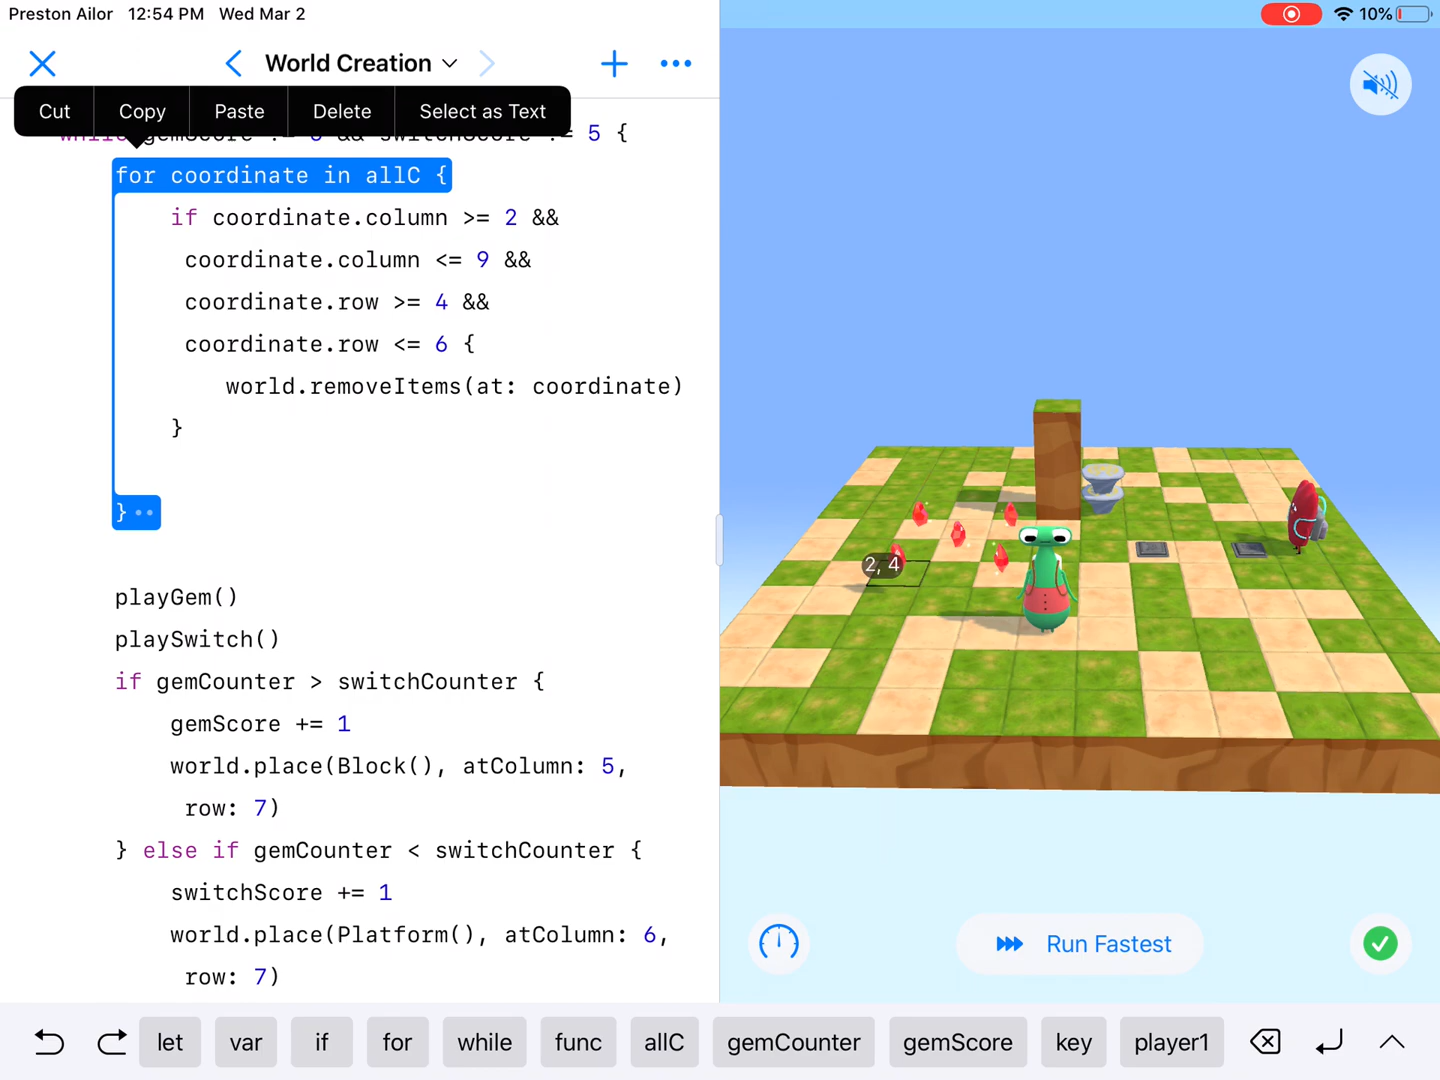 Preston Ailor 12:54 PM Wed Mar 2
10%
World Creation
Cut Copy Paste Delete Select as Text
5 {
for coordinate in allC {
if coordinate.column >= 2 &&
coordinate.column <= 9 &&
coordinate.row >= 4 &&
coordinate.row <= 6 {
world.removeItems(at: coordinate)
}
}
playGem()
playSwitch()
if gemCounter > switchCounter {
gemScore += 1
world.place(Block(), atColumn: 5,
row: 7)
} else if gemCounter < switchCounter {
switchScore += 1
world.place(Platform(), atColumn: 6,
row: 7)
2, 4
Run Fastest
let var if for while func allC gemCounter gemScore key player1